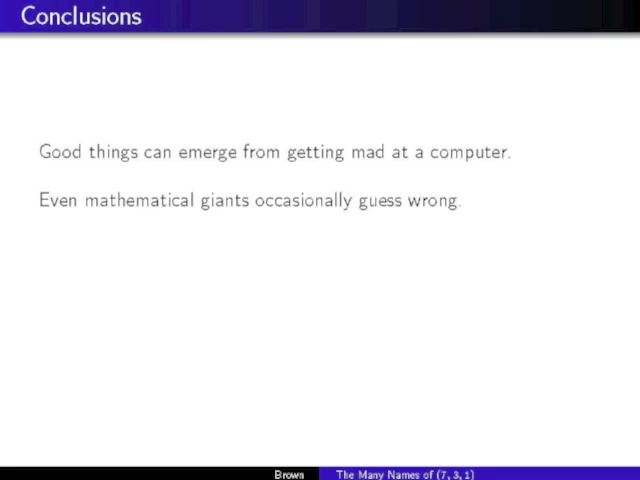 Conclusions
Good things can emerge from getting mad at a computer.
Even mathematical giants occasionally guess wrong.
Brown
The Many Names of (7, 3, 1)